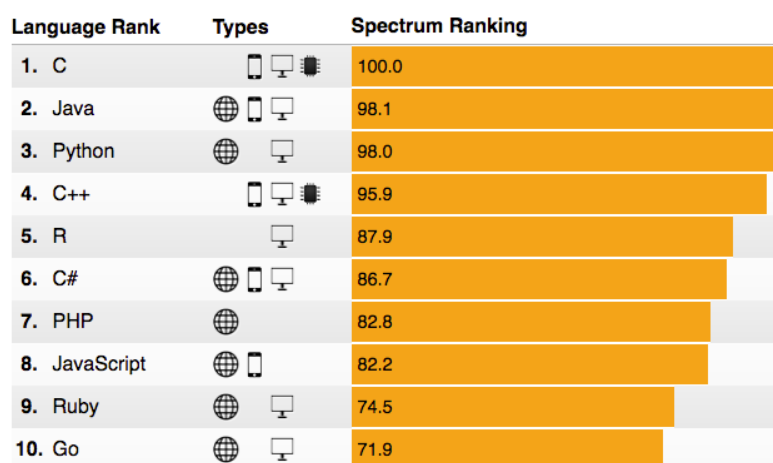 Language Rank Types Spectrum Ranking
1. C 100.0
2. Java 98.1
3. Python 98.0
4. C++ 95.9
5. R 87.9
6. C# 86.7
7. PHP 82.8
8. JavaScript 82.2
9. Ruby 74.5
10. Go 71.9